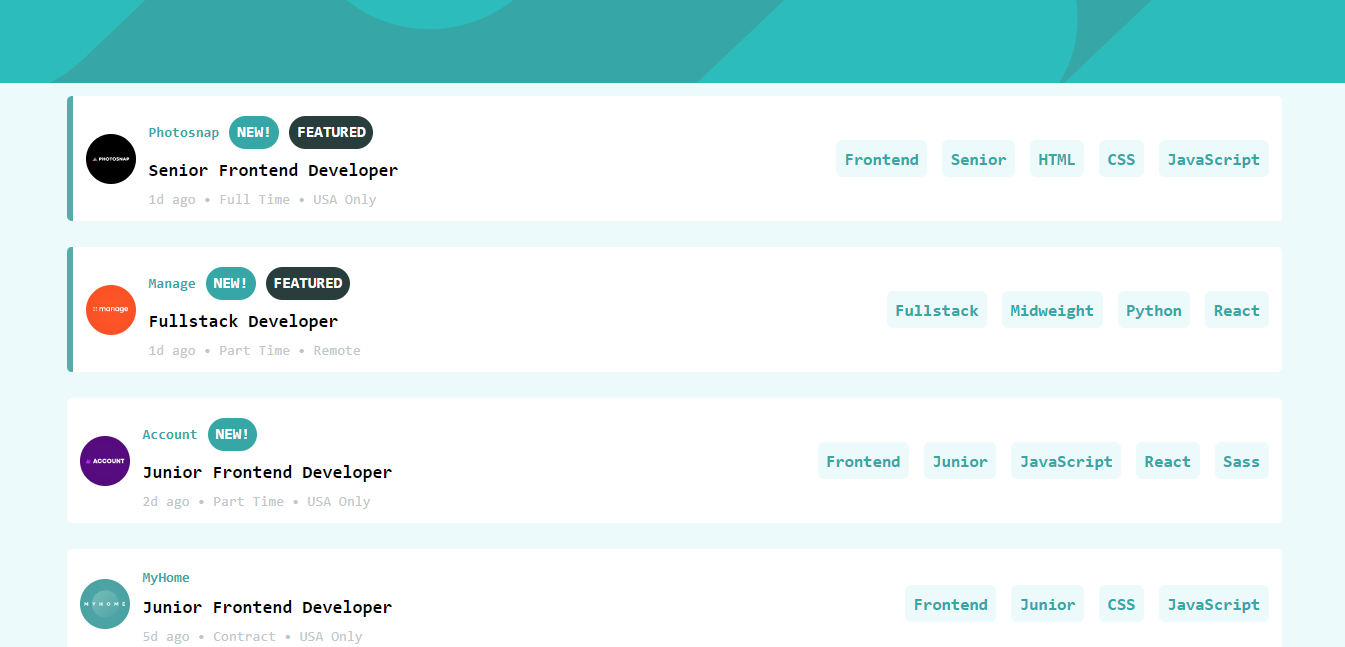 Photosnap NEW! FEATURED
PHOTOSNAP
Senior Frontend Developer
1d ago • Full Time • USA Only
Frontend Senior HTML CSS JavaScript
Manage NEW! FEATURED
manage
Fullstack Developer
1d ago • Part Time • Remote
Fullstack Midweight Python React
Account NEW!
ACCOUNT
Junior Frontend Developer
2d ago • Part Time • USA Only
Frontend Junior JavaScript React Sass
MyHome
MYHOME
Junior Frontend Developer
5d ago • Contract • USA Only
Frontend Junior CSS JavaScript